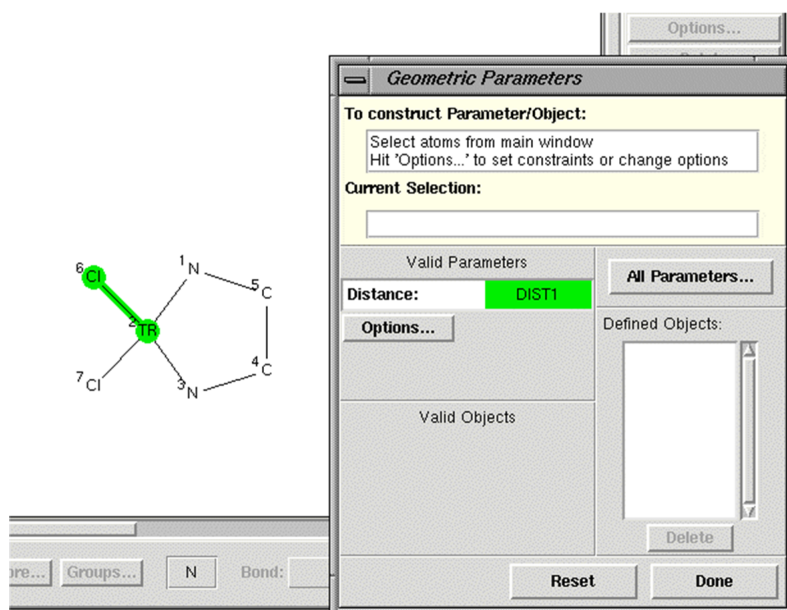 Options...
Geometric Parameters
To construct Parameter/Object:
Select atoms from main window
Hit 'Options...' to set constraints or change options
Current Selection:
Valid Parameters
Distance:
DIST1
Options...
All Parameters...
Defined Objects:
Valid Objects
Delete
Reset
Done
6 Cl
1 N
5 C
2 TR
4 C
7 Cl
3 N
Groups...
N
Bond: